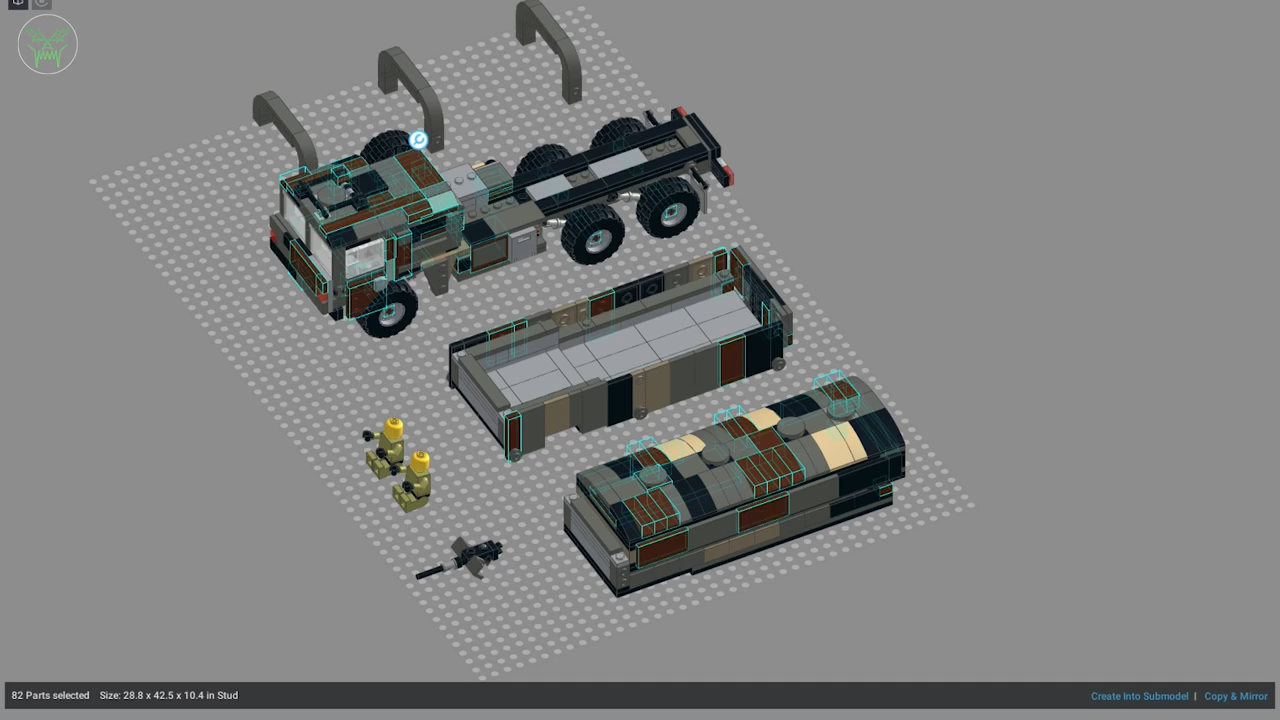 82 Parts selected Size: 28.8 x 42.5 x 10.4 in Stud
Create Into Submodel | Copy & Mirror